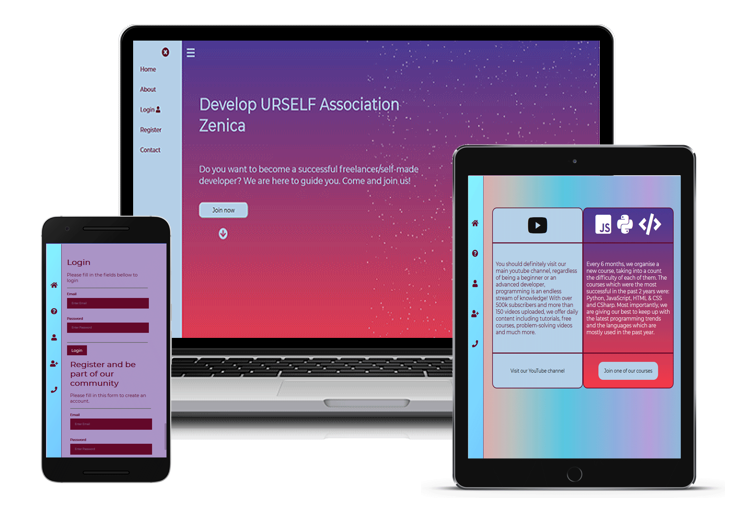 Home
About
Login
Register
Contact
Develop URSELF Association
Zenica
Do you want to become a successful freelancer/self-made
developer? We are here to guide you. Come and join us!
Join now
Login
Please fill in the fields bellow to
login
Email
Enter Email
Password
Enter Password
Login
Register and be
part of our
community
Please fill in this form to create an
account.
Email
Enter Email
Password
Enter Password
JS
You should definitely visit our
main youtube channel, regardless
of being a beginner or an
advanced developer,
programming is an endless
stream of knowledge! With over
500k subscribers and more than
150 videos uploaded, we offer daily
content including tutorials, free
courses, problem-solving videos
and much more.
Visit our YouTube channel
Every 6 months, we organise a
new course, taking into a count
the difficulty of each of them. The
courses which were the most
successful in the past 2 years were:
Python, JavaScript, HTML & CSS
and CSharp. Most importantly, we
are giving our best to keep up with
the latest programming trends
and the languages which are
mostly used in the past year.
Join one of our courses